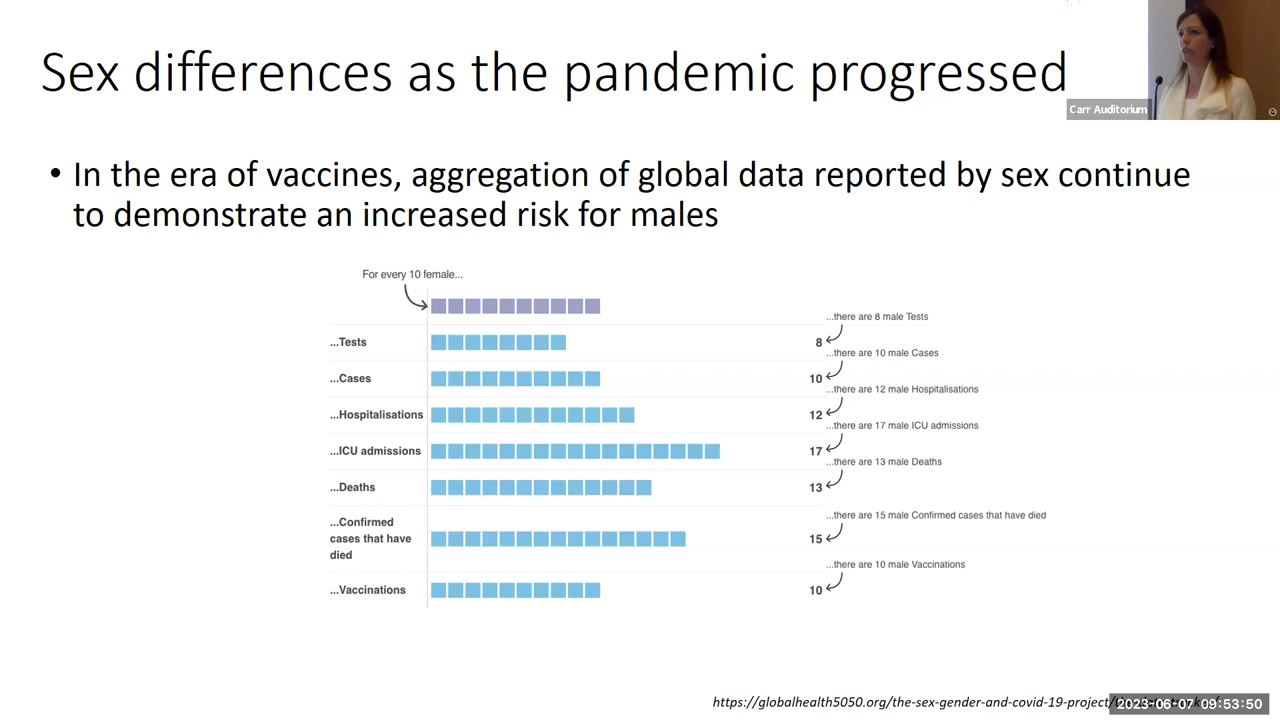 Sex differences as the pandemic progressed
Carr Auditorium
• In the era of vaccines, aggregation of global data reported by sex continue
to demonstrate an increased risk for males
For every 10 female...
...there are 8 male Tests
...Tests
8
...there are 10 male Cases
...Cases
10
...there are 12 male Hospitalisations
...Hospitalisations
12
...there are 17 male ICU admissions
...ICU admissions
17
...there are 13 male Deaths
...Deaths
13
...there are 15 male Confirmed cases that have died
...Confirmed
cases that have
died
15
...there are 10 male Vaccinations
...Vaccinations
10
https://globalhealth5050.org/the-sex-gender-and-covid-19-project/
2023-06-07 09:53:50